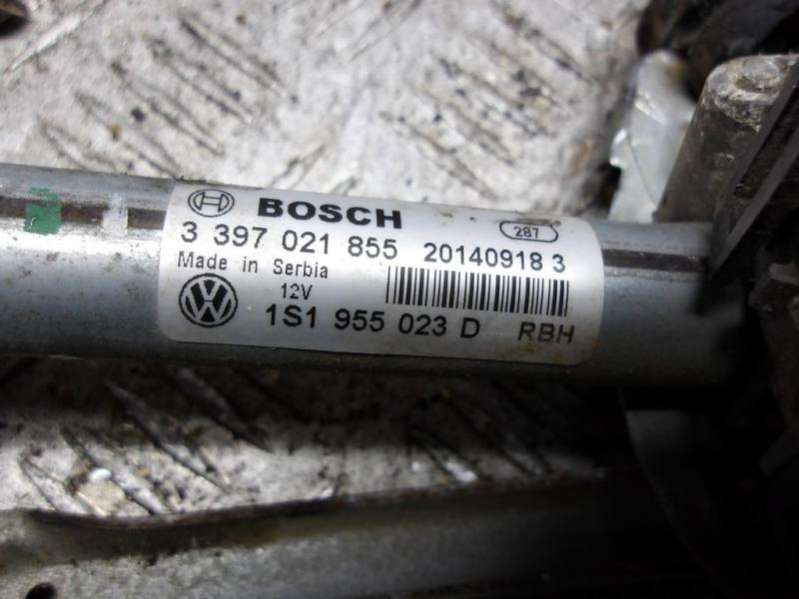 BOSCH 287
3 397 021 855 20140918 3
Made in Serbia
12V
1S1 955 023 D RBH